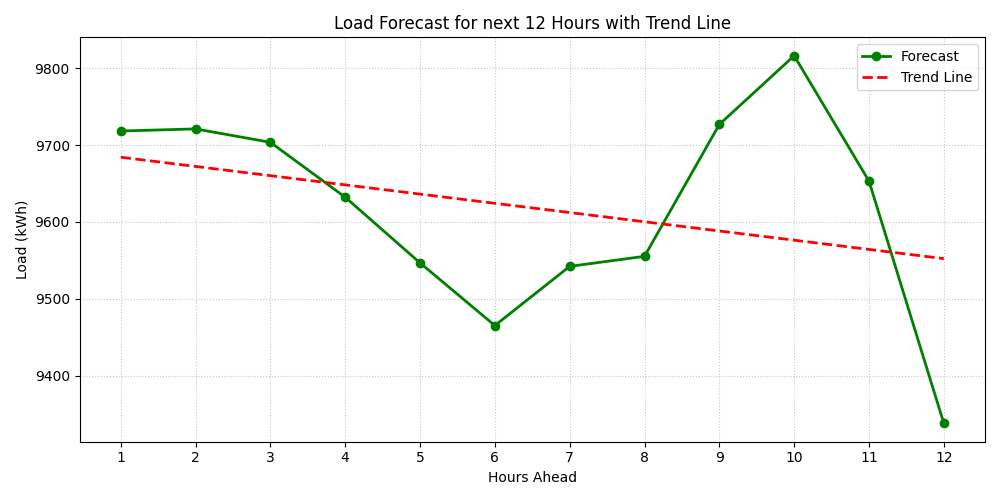 Load Forecast for next 12 Hours with Trend Line
Forecast
Trend Line
Load (kWh)
9800
9700
9600
9500
9400
1 2 3 4 5 6 7 8 9 10 11 12
Hours Ahead